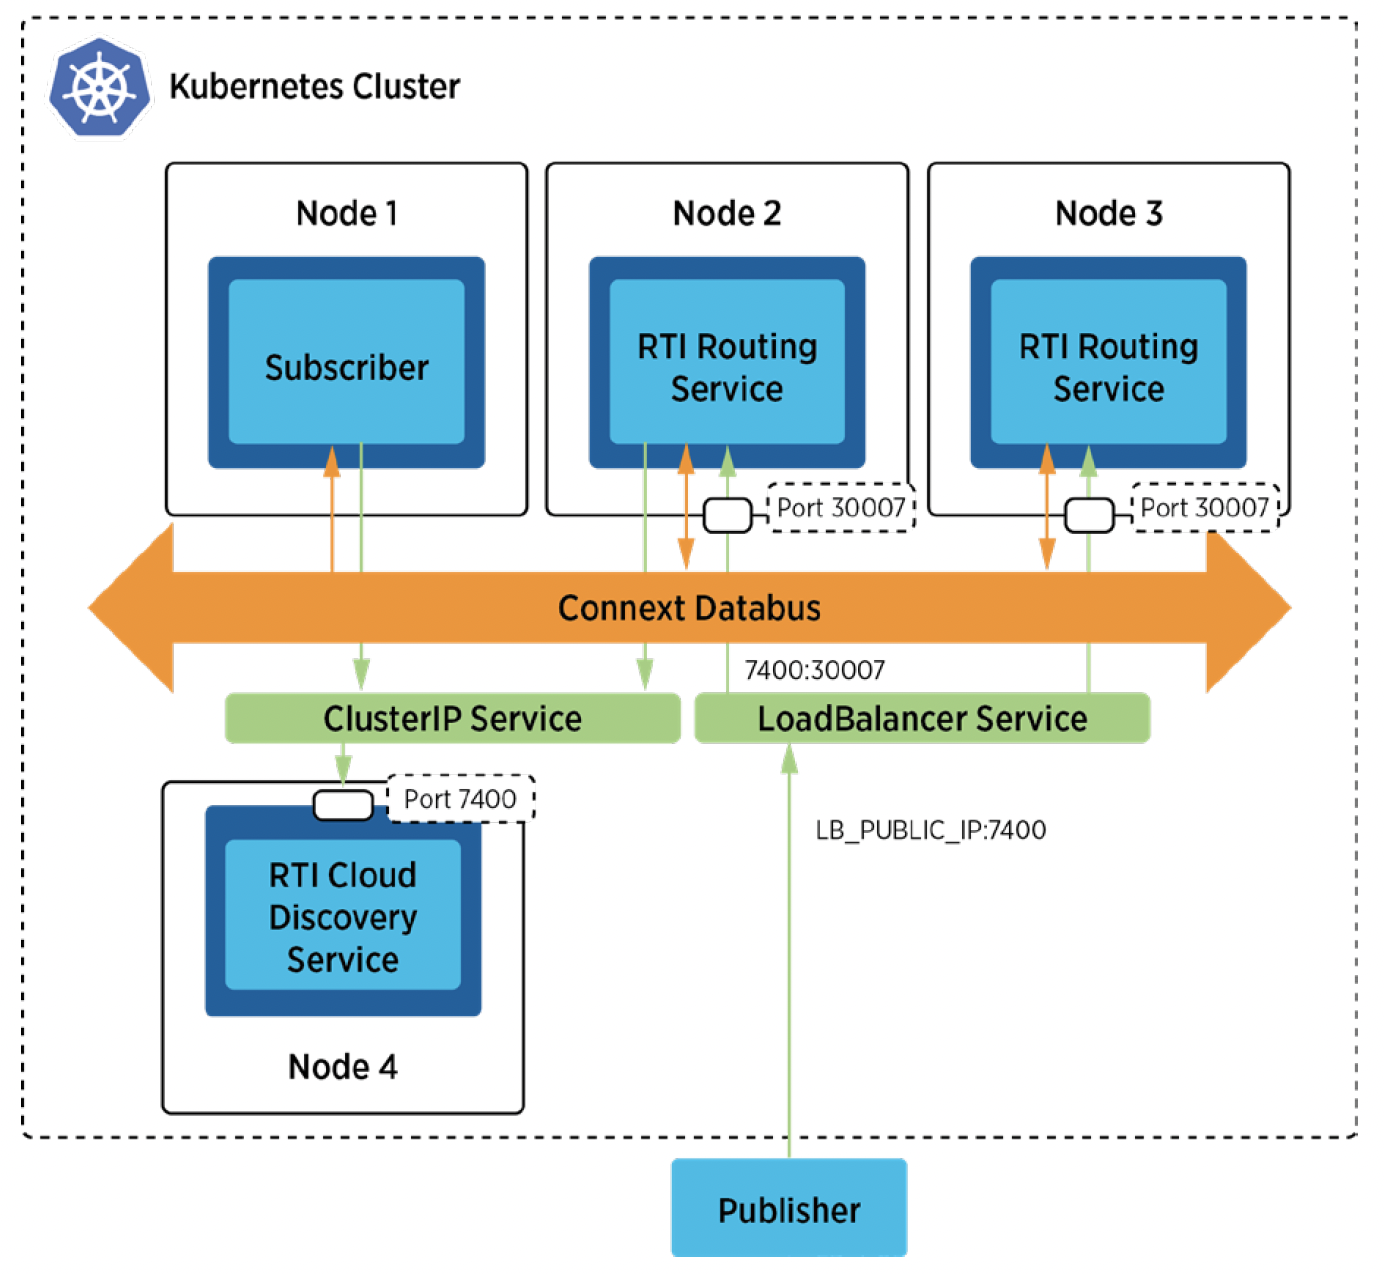 Kubernetes Cluster
Node 1
Node 2
Node 3
Subscriber
RTI Routing
Service
RTI Routing
Service
Port 30007
Port 30007
Connext Databus
7400:30007
ClusterIP Service
LoadBalancer Service
Port 7400
LB_PUBLIC_IP:7400
RTI Cloud
Discovery
Service
Node 4
Publisher